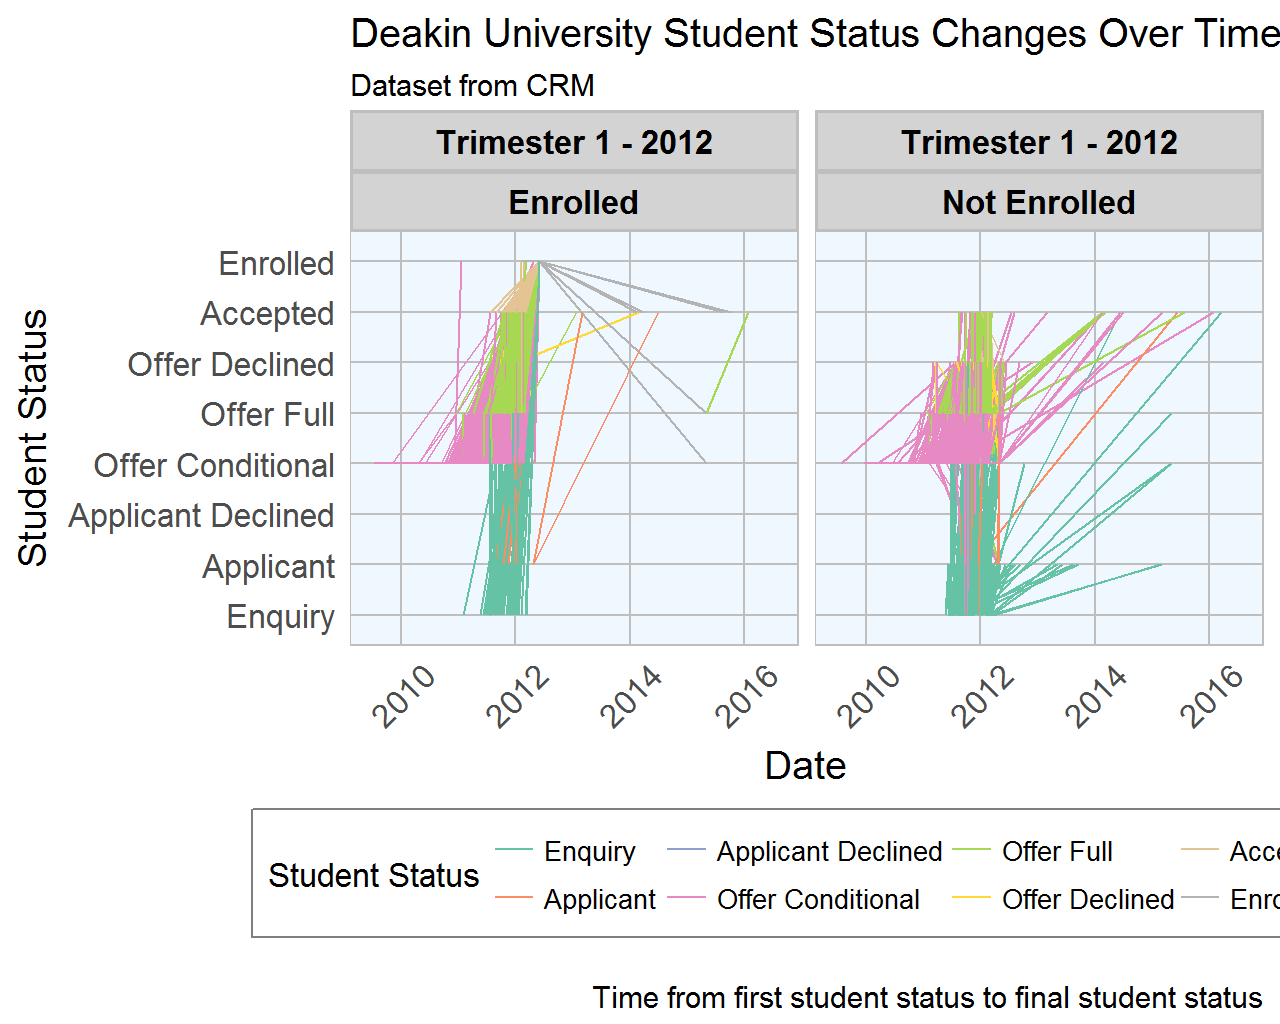 Deakin University Student Status Changes Over Time
Dataset from CRM
Trimester 1 - 2012
Trimester 1 - 2012
Enrolled
Not Enrolled
Student Status
Enrolled
Accepted
Offer Declined
Offer Full
Offer Conditional
Applicant Declined
Applicant
Enquiry
2010 2012 2014 2016
2010 2012 2014 2016
Date
Student Status
Enquiry Applicant Declined Offer Full Acce
Applicant Offer Conditional Offer Declined Enro
Time from first student status to final student status